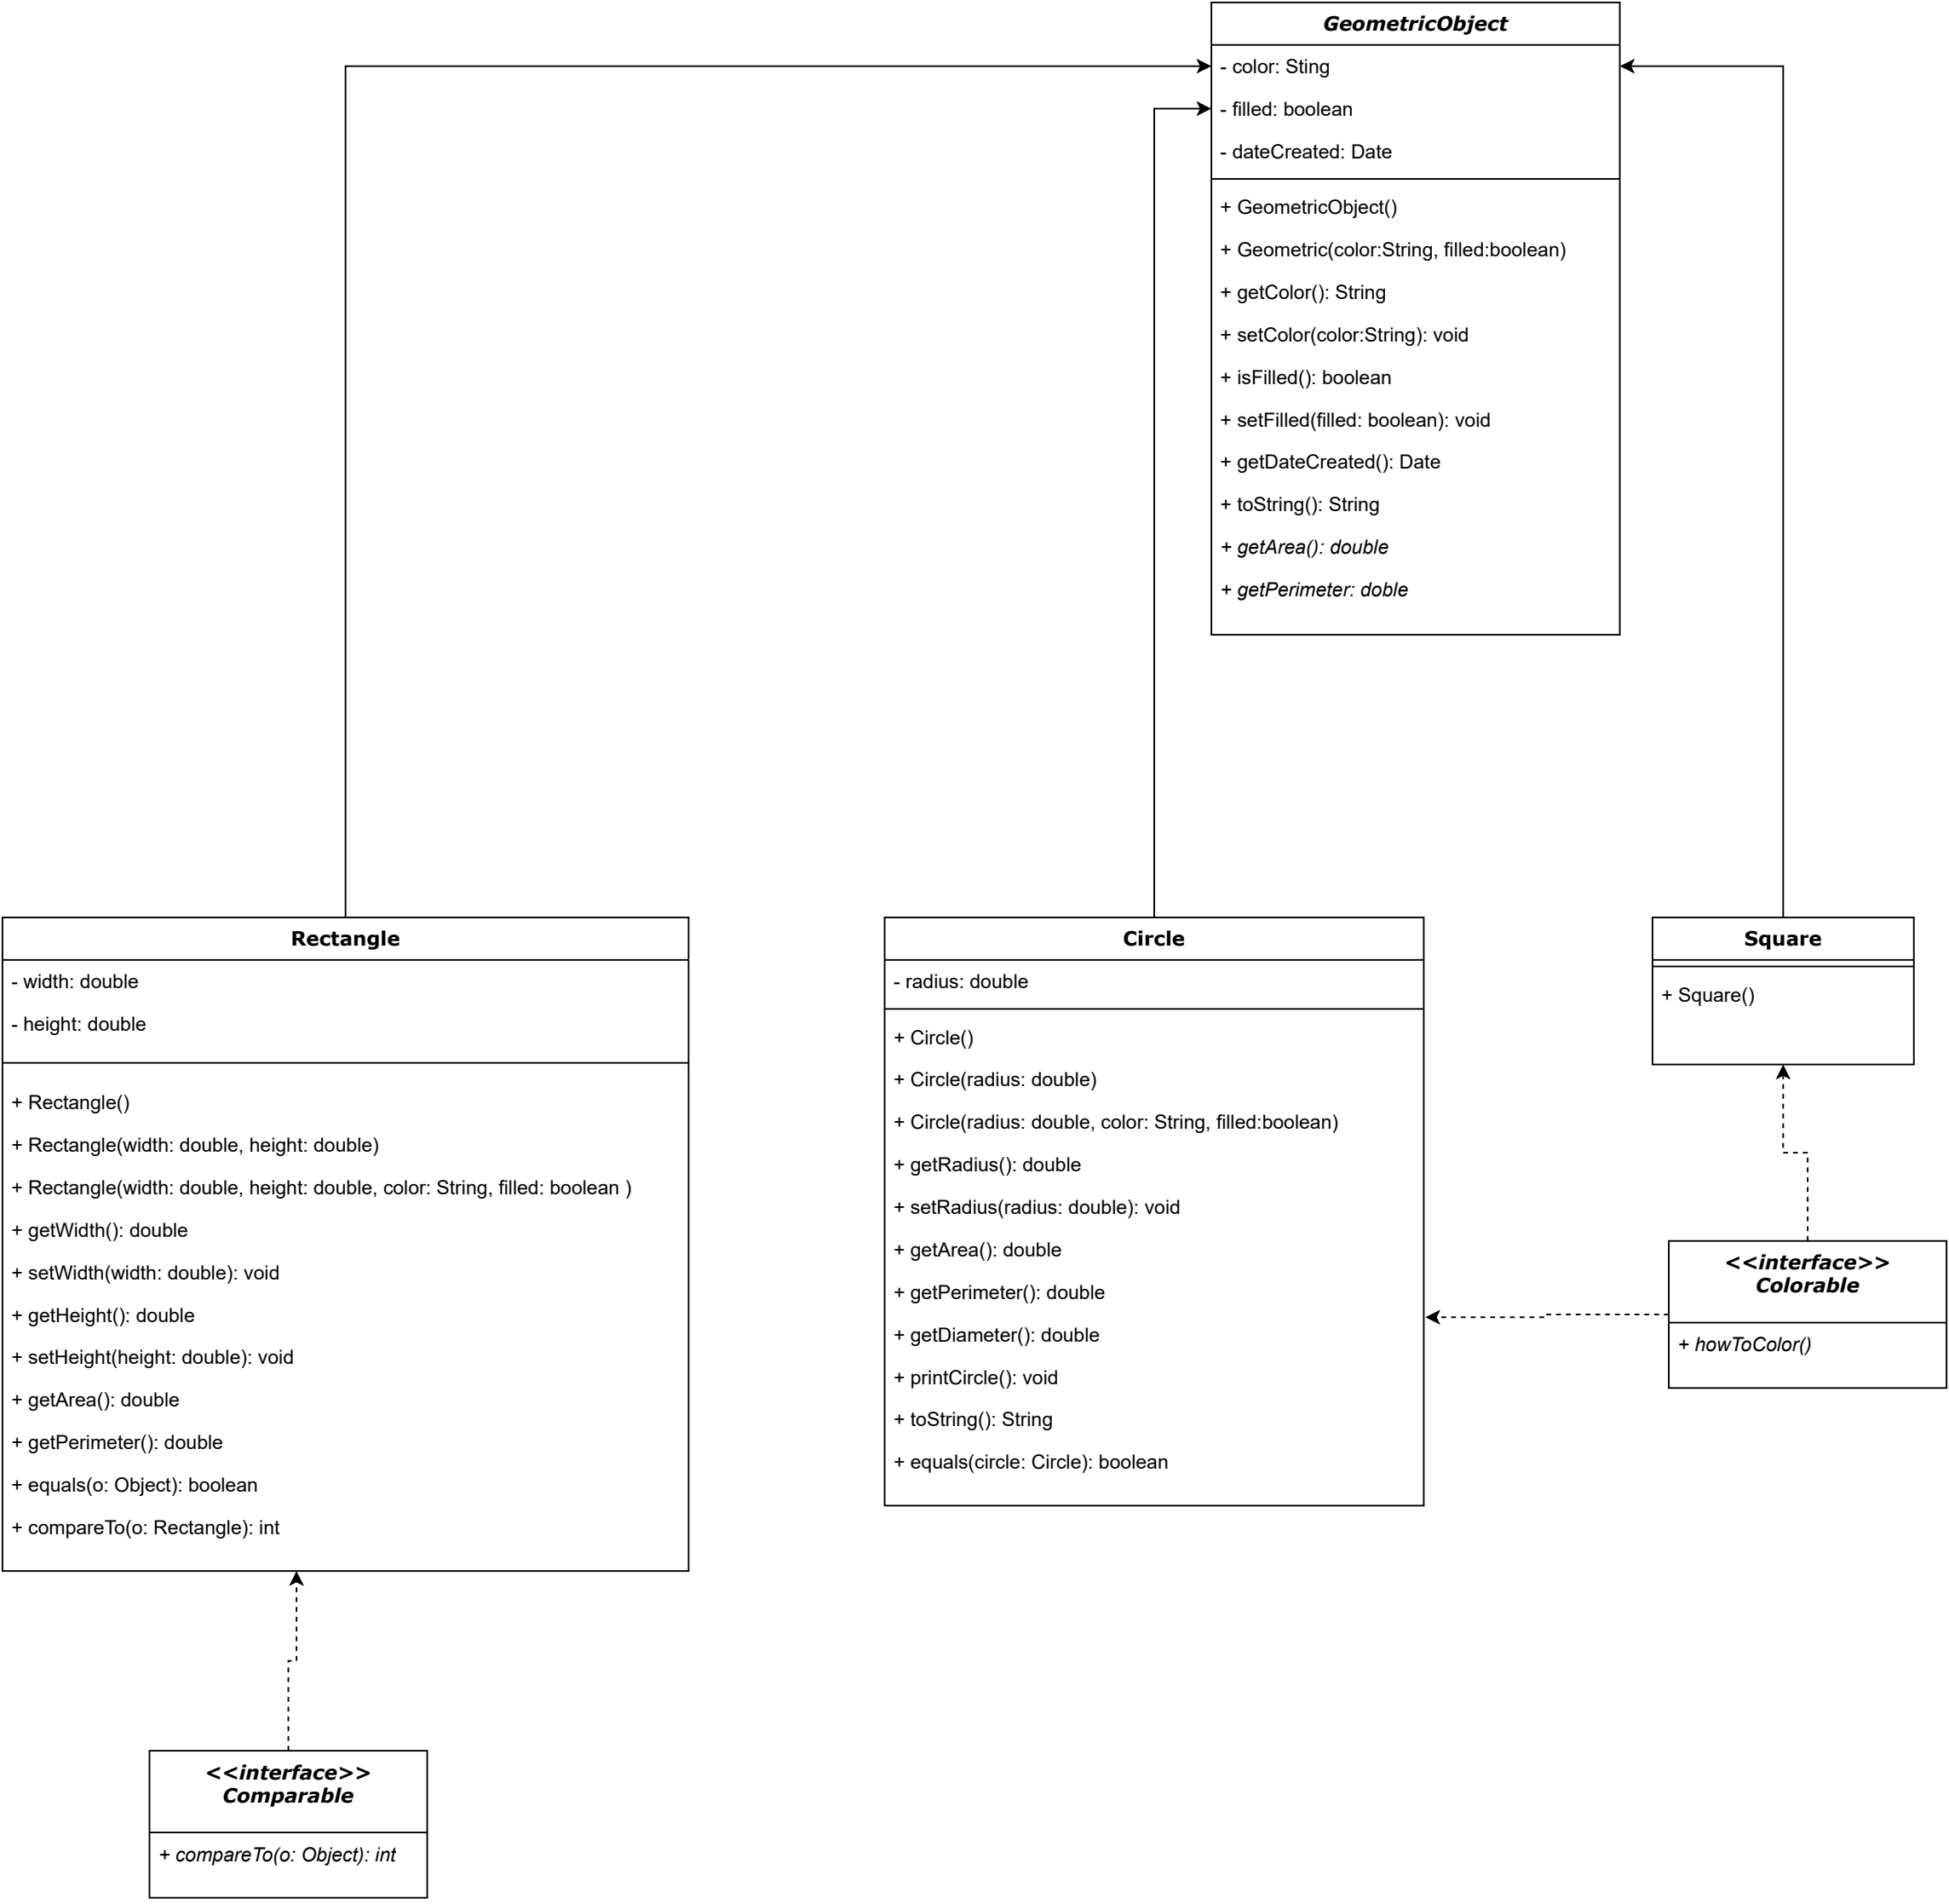 GeometricObject
- color: Sting
- filled: boolean
- dateCreated: Date
+ GeometricObject()
+ Geometric(color:String, filled:boolean)
+ getColor(): String
+ setColor(color:String): void
+ isFilled(): boolean
+ setFilled(filled: boolean): void
+ getDateCreated(): Date
+ toString(): String
+ getArea(): double
+ getPerimeter: doble
Rectangle
- width: double
- height: double
+ Rectangle()
+ Rectangle(width: double, height: double)
+ Rectangle(width: double, height: double, color: String, filled: boolean )
+ getWidth(): double
+ setWidth(width: double): void
+ getHeight(): double
+ setHeight(height: double): void
+ getArea(): double
+ getPerimeter(): double
+ equals(o: Object): boolean
+ compareTo(o: Rectangle): int
Circle
- radius: double
+ Circle()
+ Circle(radius: double)
+ Circle(radius: double, color: String, filled:boolean)
+ getRadius(): double
+ setRadius(radius: double): void
+ getArea(): double
+ getPerimeter(): double
+ getDiameter(): double
+ printCircle(): void
+ toString(): String
+ equals(circle: Circle): boolean
Square
+ Square()
<<interface>>
Colorable
+ howToColor()
<<interface>>
Comparable
+ compareTo(o: Object): int